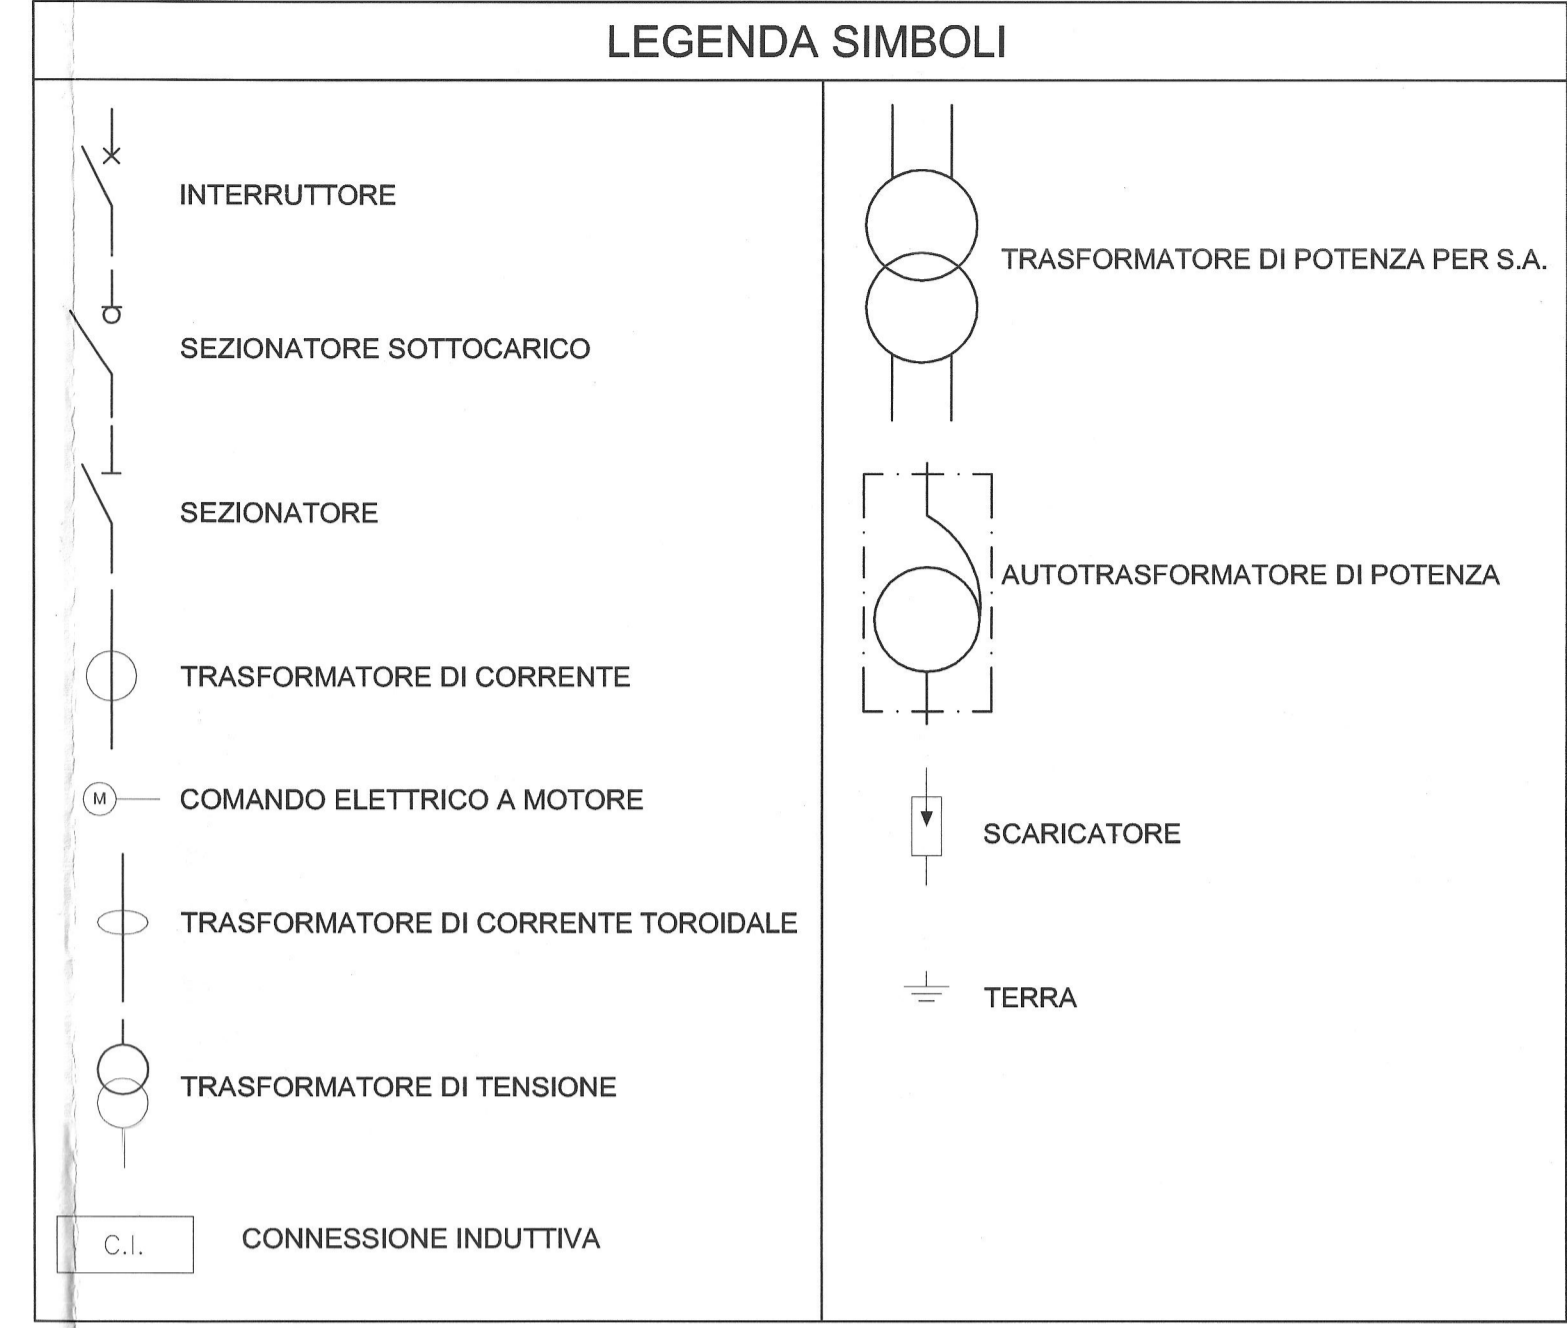 LEGENDA SIMBOLI
INTERRUTTORE
SEZIONATORE SOTTOCARICO
SEZIONATORE
TRASFORMATORE DI CORRENTE
M
COMANDO ELETTRICO A MOTORE
TRASFORMATORE DI CORRENTE TOROIDALE
TRASFORMATORE DI TENSIONE
C.I.
CONNESSIONE INDUTTIVA
TRASFORMATORE DI POTENZA PER S.A.
AUTOTRASFORMATORE DI POTENZA
SCARICATORE
TERRA